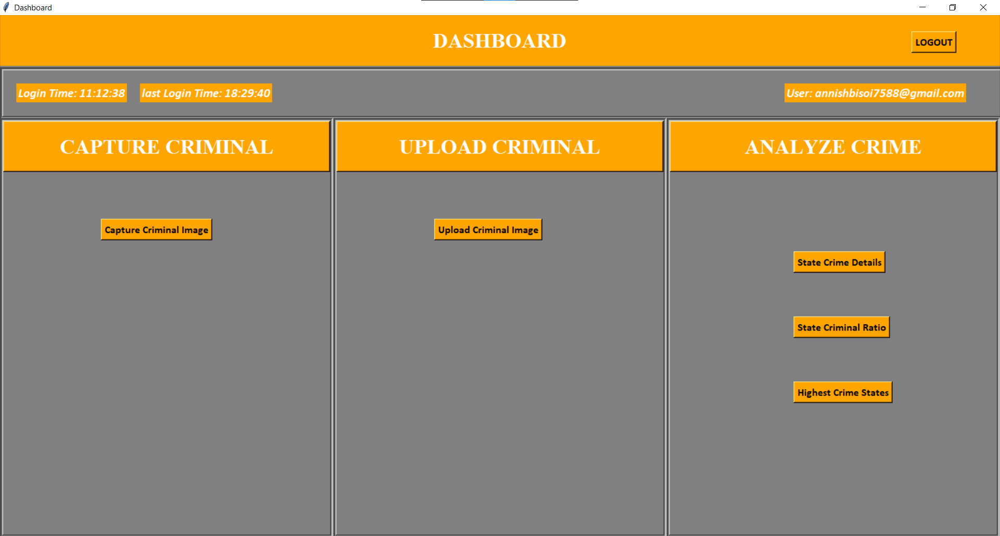 Dashboard
DASHBOARD
LOGOUT
Login Time: 11:12:38
last Login Time: 18:29:40
User: annishbisoi7588@gmail.com
CAPTURE CRIMINAL
UPLOAD CRIMINAL
ANALYZE CRIME
Capture Criminal Image
Upload Criminal Image
State Crime Details
State Criminal Ratio
Highest Crime States